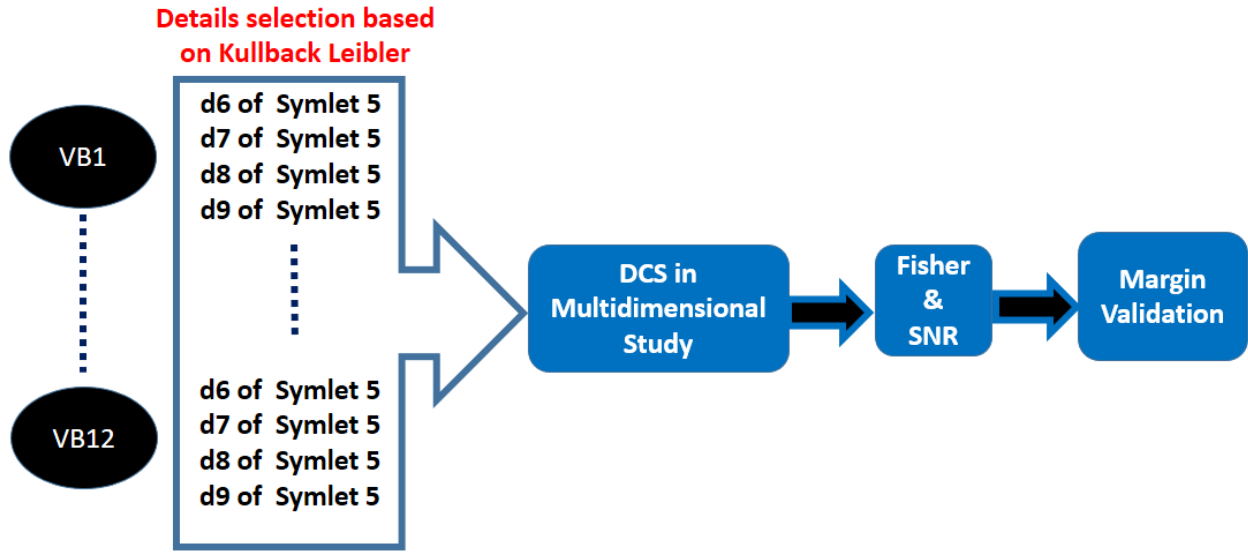 Details selection based
on Kullback Leibler
VB1
d6 of Symlet 5
d7 of Symlet 5
d8 of Symlet 5
d9 of Symlet 5
VB12
d6 of Symlet 5
d7 of Symlet 5
d8 of Symlet 5
d9 of Symlet 5
DCS in
Multidimensional
Study
Fisher
&
SNR
Margin
Validation